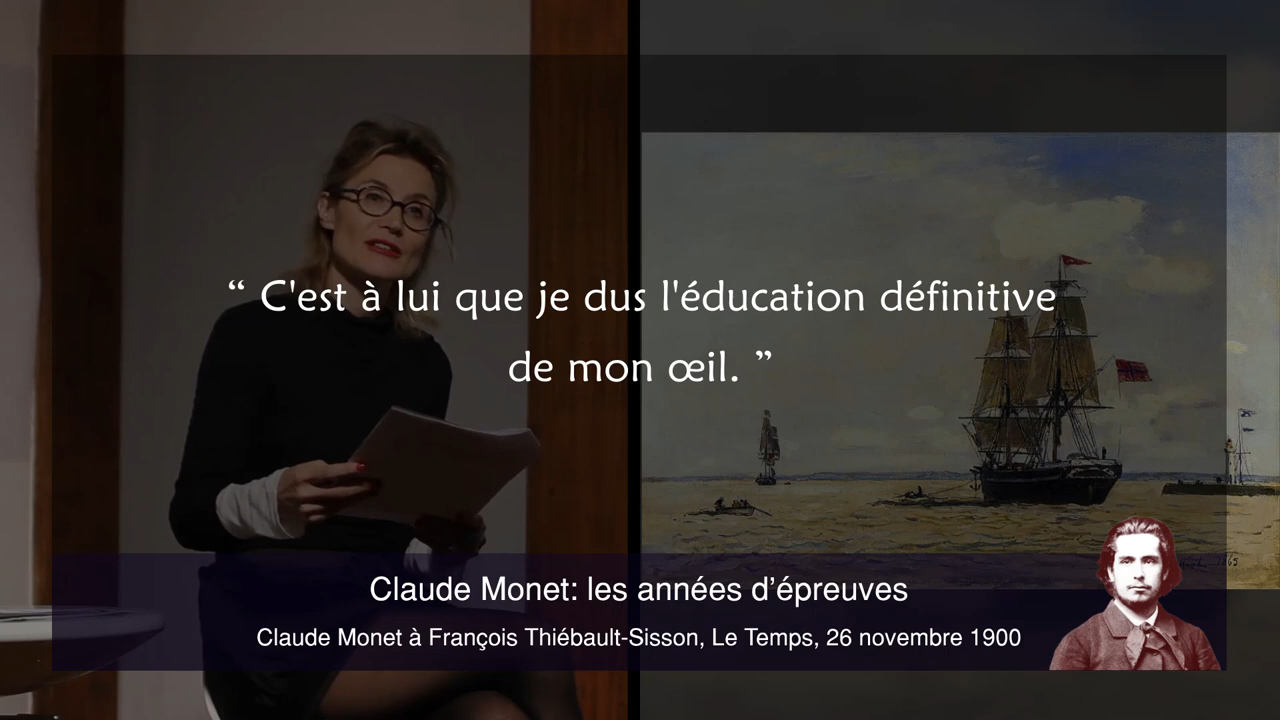 “ C'est à lui que je dus l'éducation définitive
de mon œil. ”
1865
Claude Monet: les années d’épreuves
Claude Monet à François Thiébault-Sisson, Le Temps, 26 novembre 1900